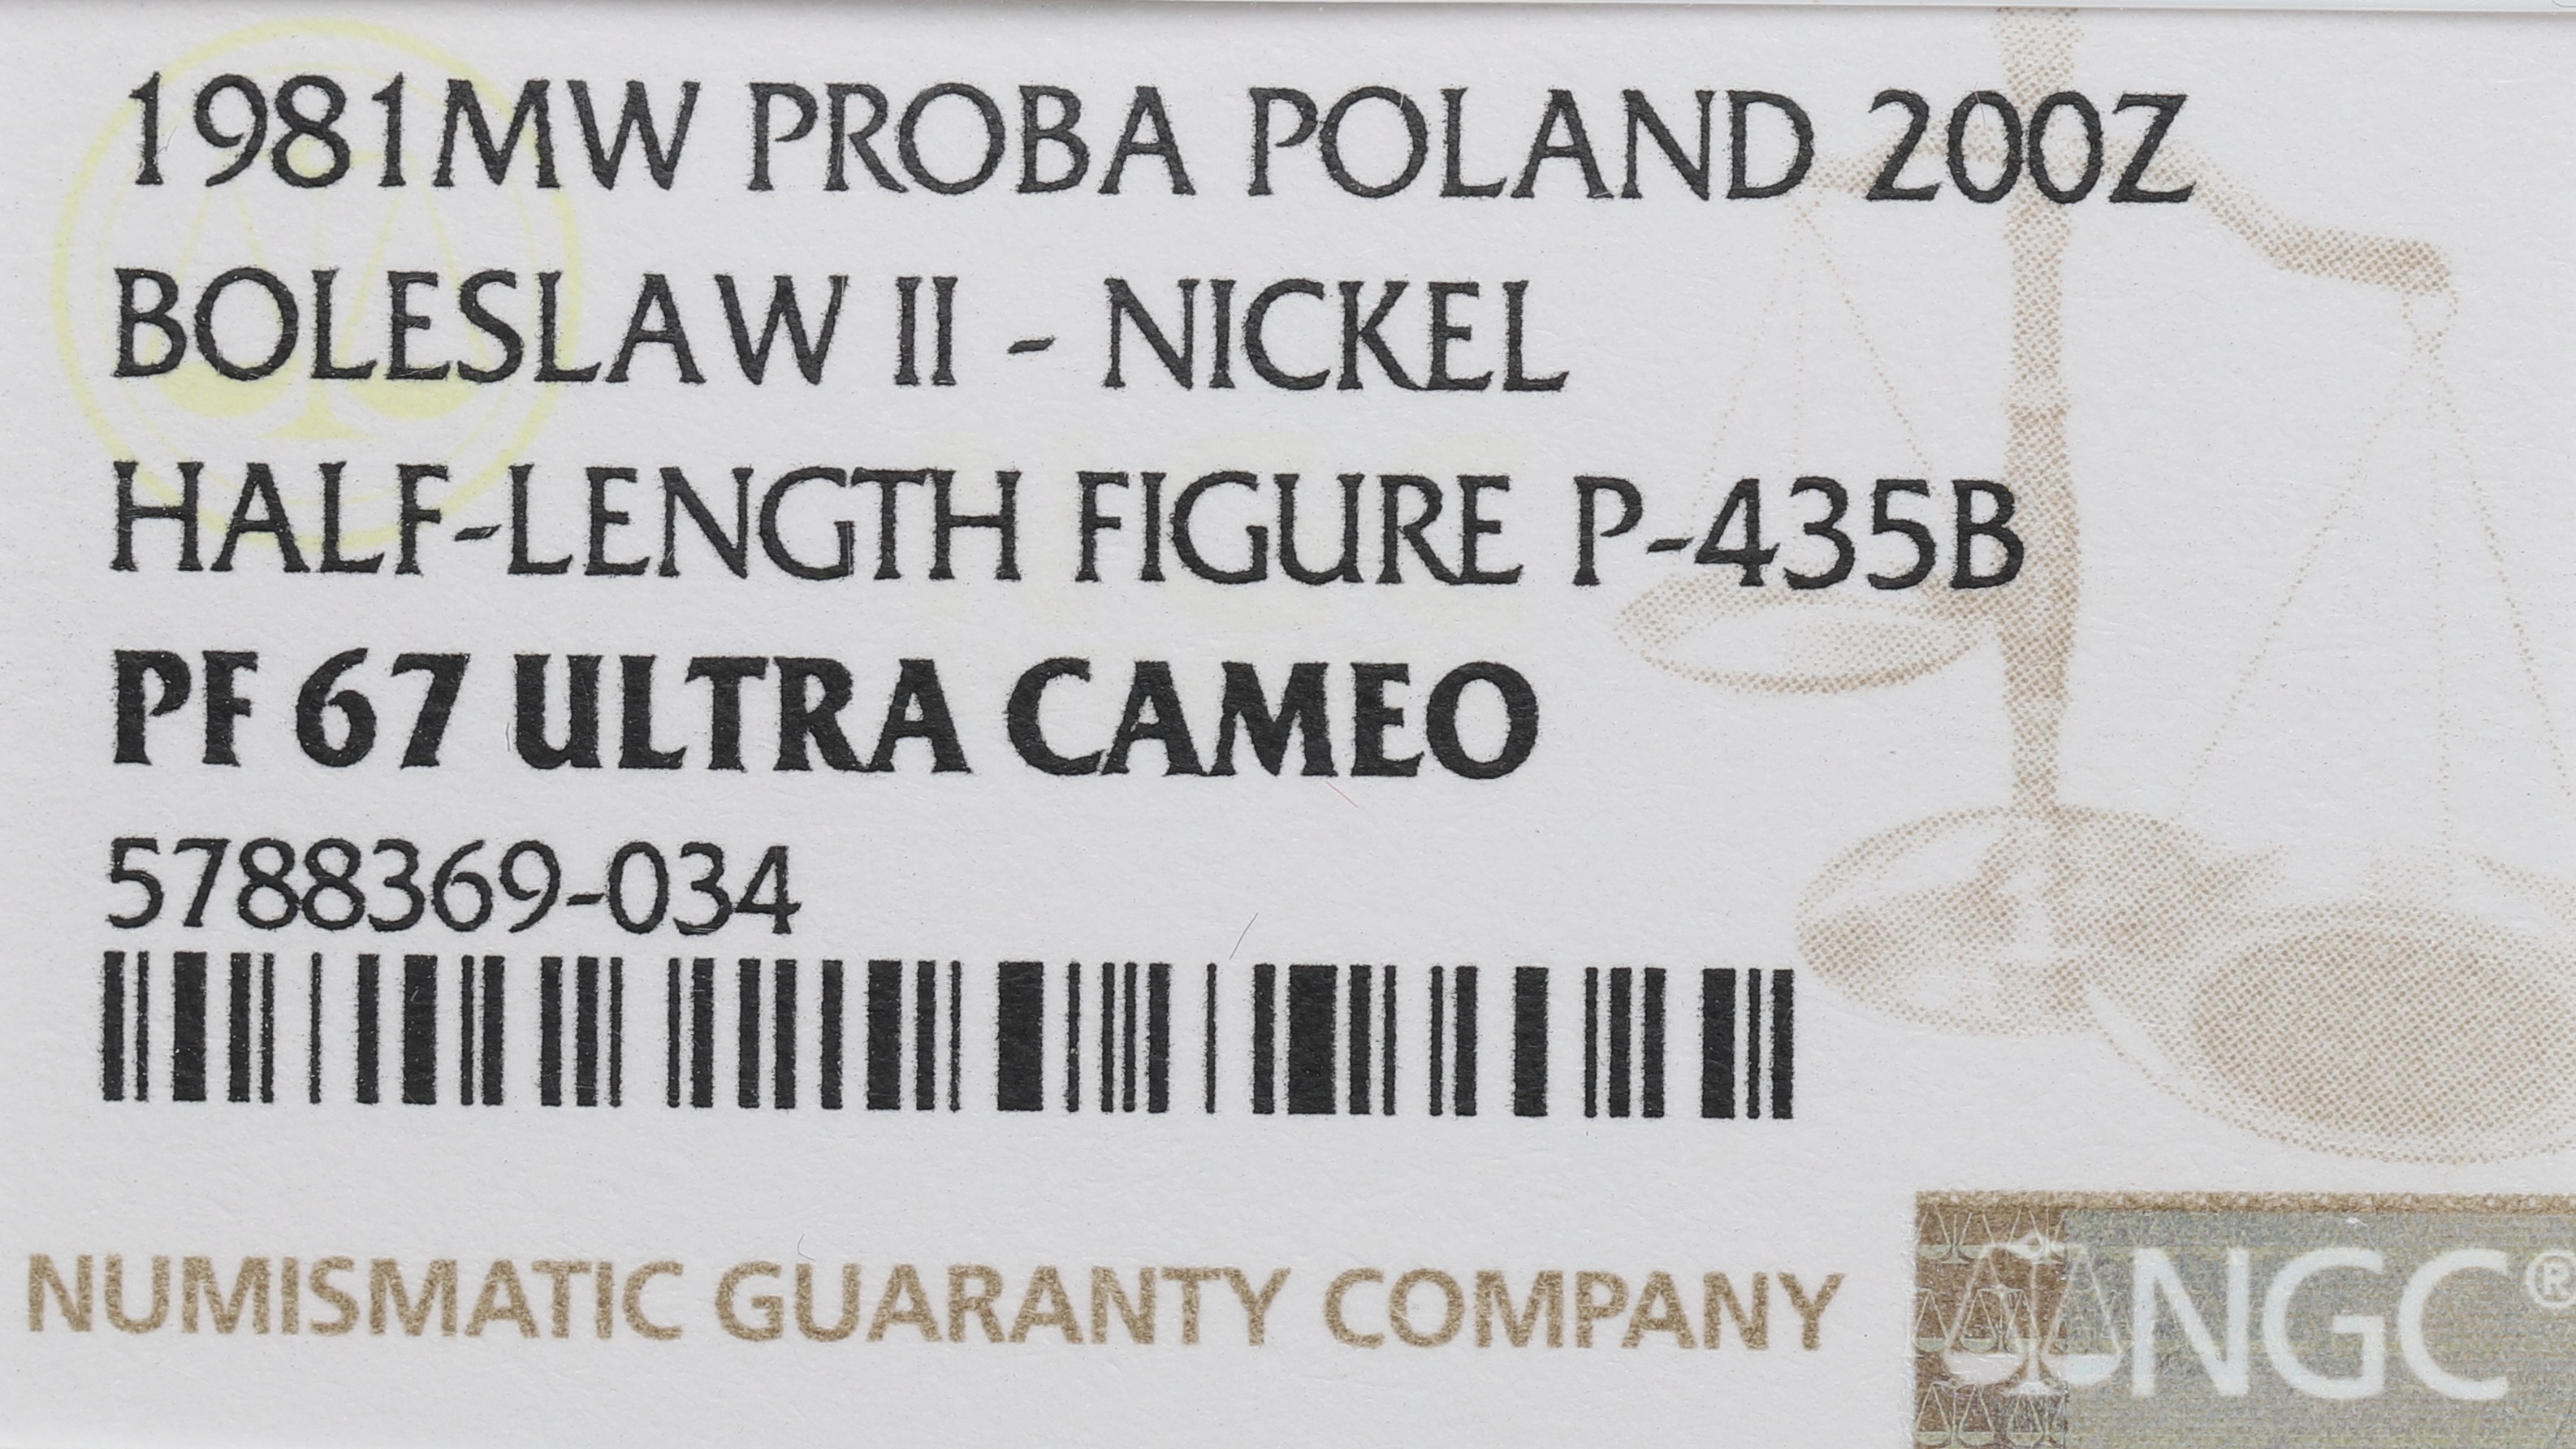 1981MW PROBA POLAND 200Z
BOLESLAW II - NICKEL
HALF-LENGTH FIGURE P-435B
PF 67 ULTRA CAMEO
5788369-034
NUMISMATIC GUARANTY COMPANY
NGC®